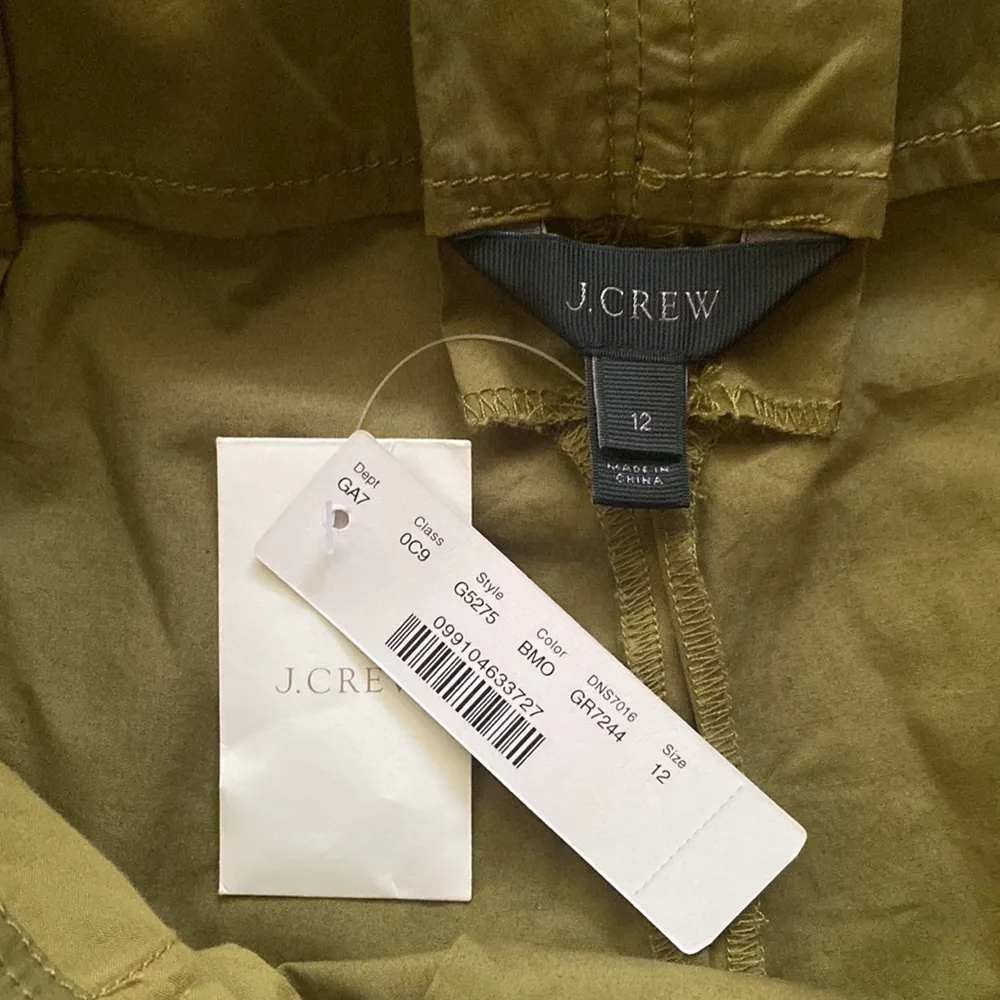 J.CREW
12
MADE IN
CHINA
J.CREW
Dept
GA7
Class
0C9
Style
G5275
Color
BMO
DNS7016
GR7244
Size
12
099104633727